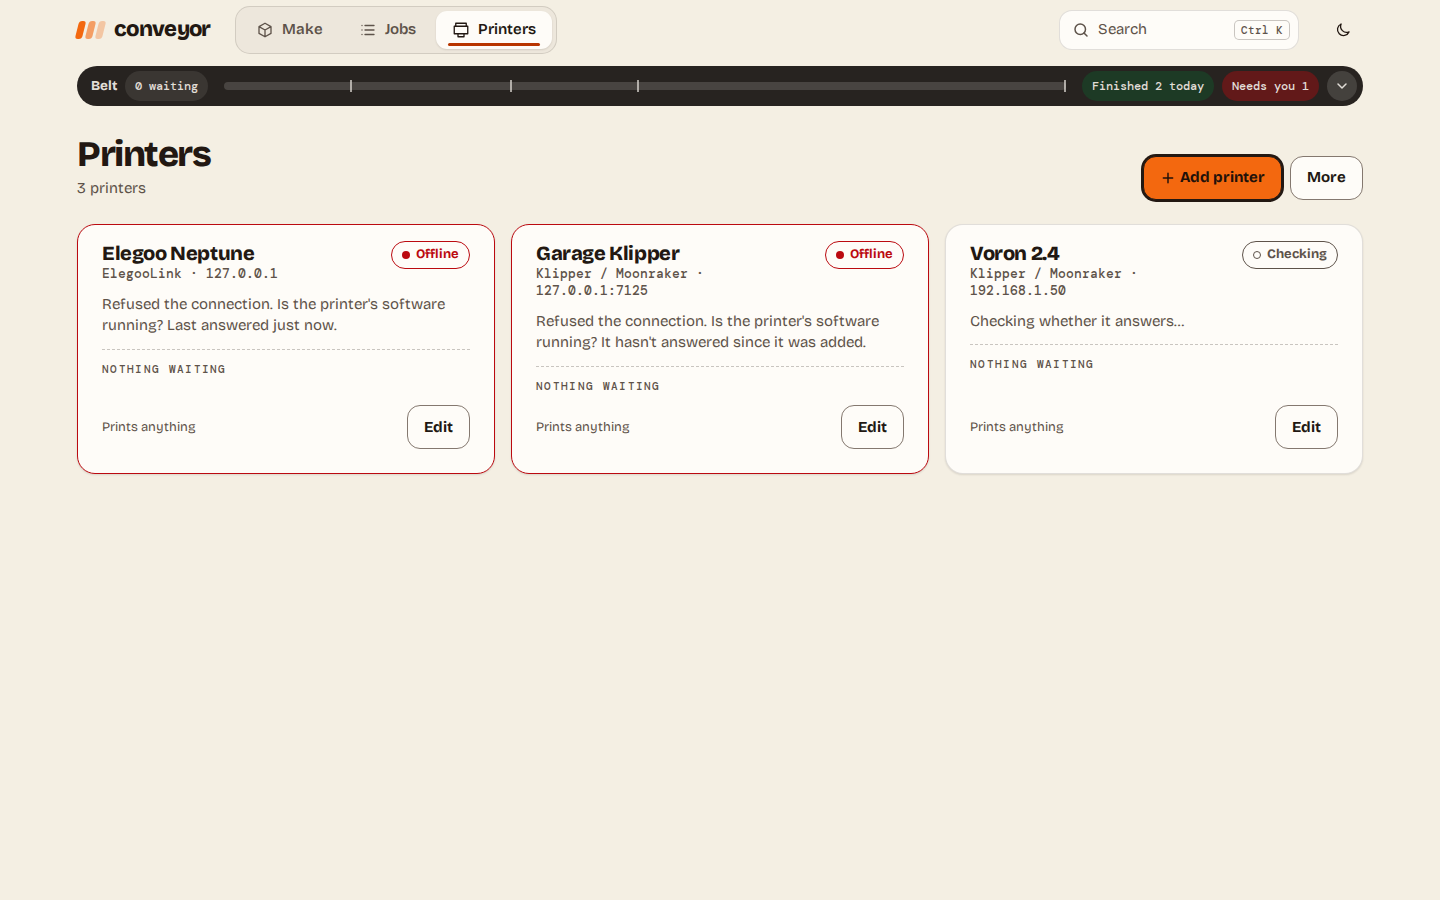 conveyor
Make
Jobs
Printers
Search
Ctrl K
Belt
0 waiting
Finished 2 today
Needs you 1
Printers
3 printers
+ Add printer
More
Elegoo Neptune
Offline
ElegooLink · 127.0.0.1
Refused the connection. Is the printer's software
running? Last answered just now.
NOTHING WAITING
Prints anything
Edit
Garage Klipper
Offline
Klipper / Moonraker ·
127.0.0.1:7125
Refused the connection. Is the printer's software
running? It hasn't answered since it was added.
NOTHING WAITING
Prints anything
Edit
Voron 2.4
Checking
Klipper / Moonraker ·
192.168.1.50
Checking whether it answers...
NOTHING WAITING
Prints anything
Edit